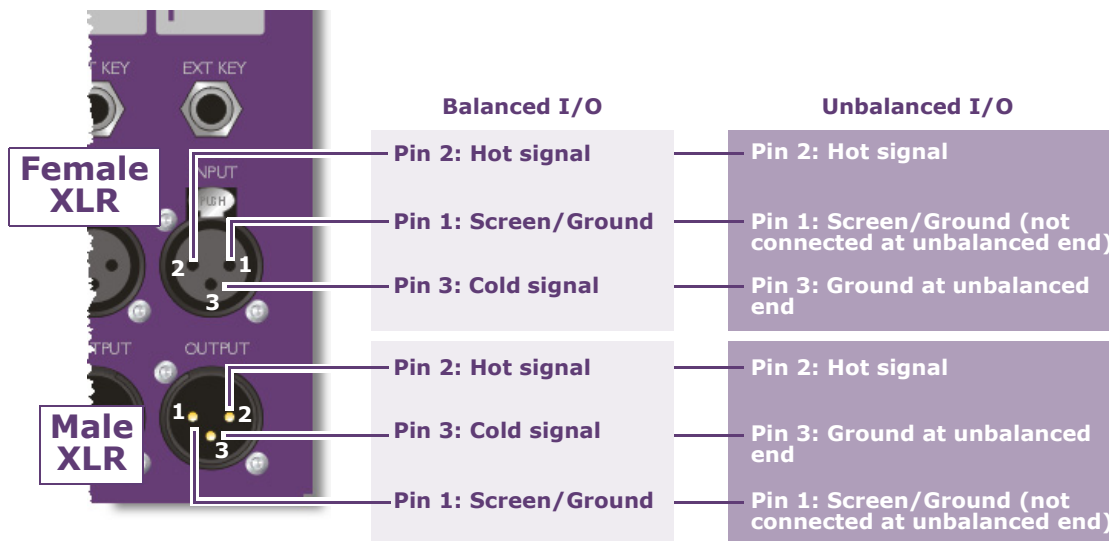 T KEY
EXT KEY
Balanced I/O
Unbalanced I/O
Female
XLR
INPUT
PUSH
Pin 2: Hot signal
Pin 2: Hot signal
Pin 1: Screen/Ground
Pin 1: Screen/Ground (not
connected at unbalanced end)
2
1
3
Pin 3: Cold signal
Pin 3: Ground at unbalanced
end
TPUT
OUTPUT
Pin 2: Hot signal
Pin 2: Hot signal
Male
XLR
1
2
3
Pin 3: Cold signal
Pin 3: Ground at unbalanced
end
Pin 1: Screen/Ground
Pin 1: Screen/Ground (not
connected at unbalanced end)